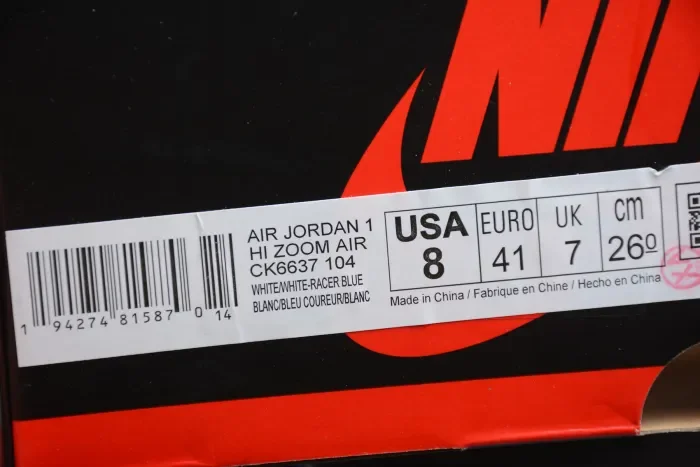 NI
AIR JORDAN 1
HI ZOOM AIR
CK6637 104
WHITE/WHITE-RACER BLUE
BLANC/BLEU COUREUR/BLANC
1 94274 81587 0 14
USA 8
EURO 41
UK 7
cm 26º
Made in China / Fabrique en Chine / Hecho en China